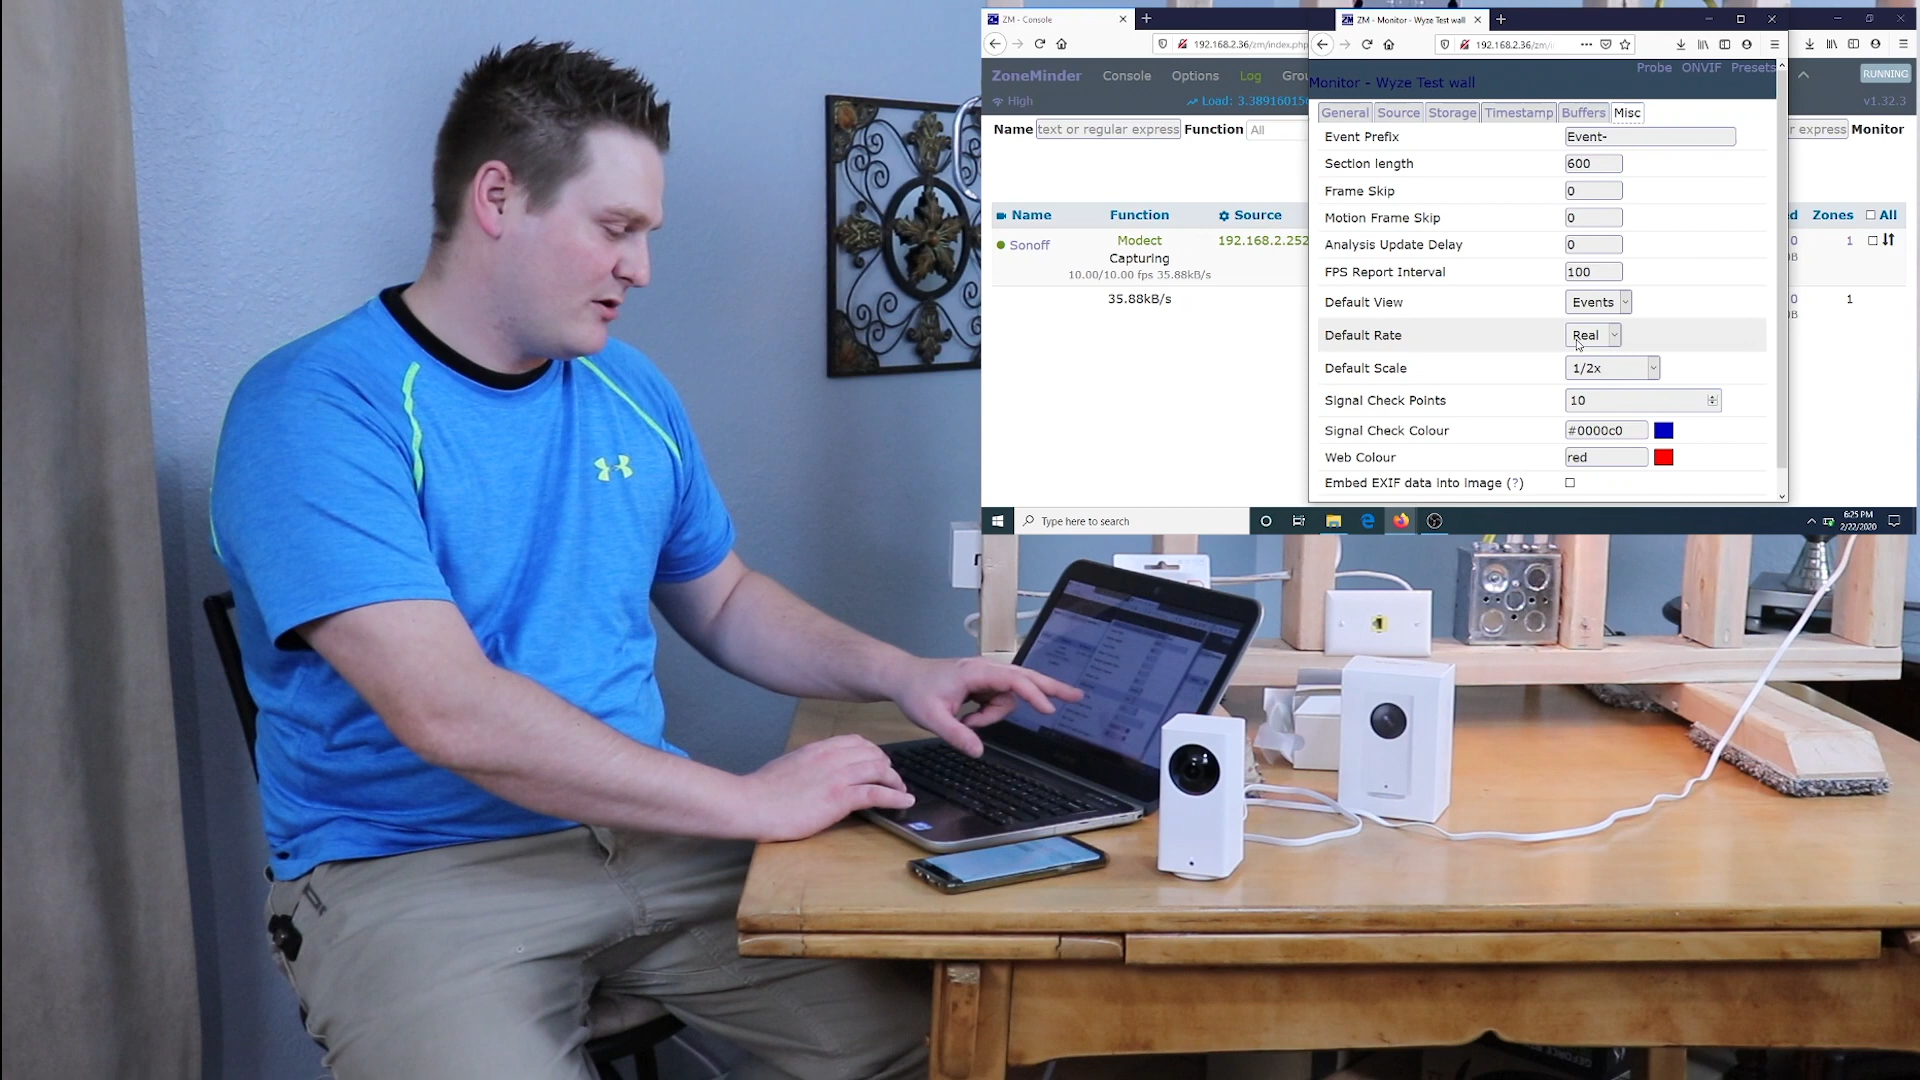 ZM - Console
192.168.2.36/zm/index.php
ZoneMinder Console Options Log Grou
High Load: 3.3891601
Name text or regular express Function All
Name Function Source
Sonoff Modect 192.168.2.252
Capturing
10.00/10.00 fps 35.88kB/s
35.88kB/s
ZM - Monitor - Wyze Test wall
192.168.2.36/zm/i
Probe ONVIF Presets
Monitor - Wyze Test wall
General Source Storage Timestamp Buffers Misc
Event Prefix Event-
Section length 600
Frame Skip 0
Motion Frame Skip 0
Analysis Update Delay 0
FPS Report Interval 100
Default View Events
Default Rate Real
Default Scale 1/2x
Signal Check Points 10
Signal Check Colour #0000c0
Web Colour red
Embed EXIF data into image (?)
RUNNING
v1.32.3
r express Monitor
d Zones All
0 1
B
0 1
B
Type here to search
6:25 PM
2/22/2020